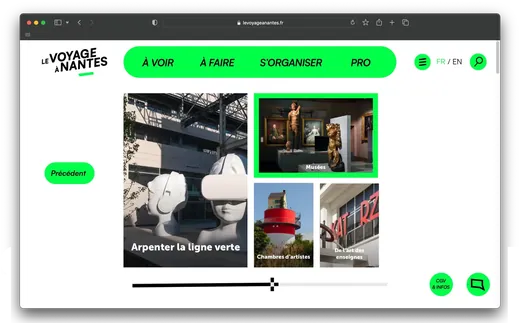 levoyageanantes.fr
LE VOYAGE
À NANTES
À VOIR À FAIRE S'ORGANISER PRO
FR / EN
Musées
Précédent
Arpenter la ligne verte
Chambres d'artistes
De l'art des
enseignes
CGV
& INFOS